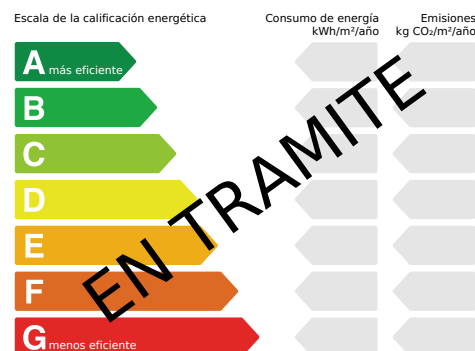 Escala de la calificación energética
Consumo de energía
kWh/m²/año
Emisiones
kg CO₂/m²/año
A más eficiente
B
C
D
E
F
G menos eficiente
EN TRAMITE